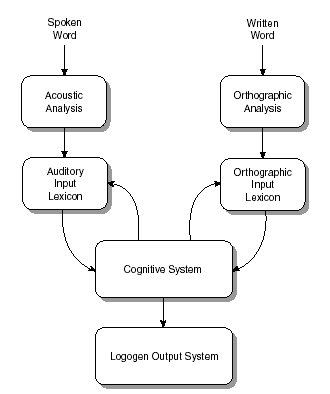 Spoken
Word
Written
Word
Acoustic
Analysis
Orthographic
Analysis
Auditory
Input
Lexicon
Orthographic
Input
Lexicon
Cognitive System
Logogen Output System